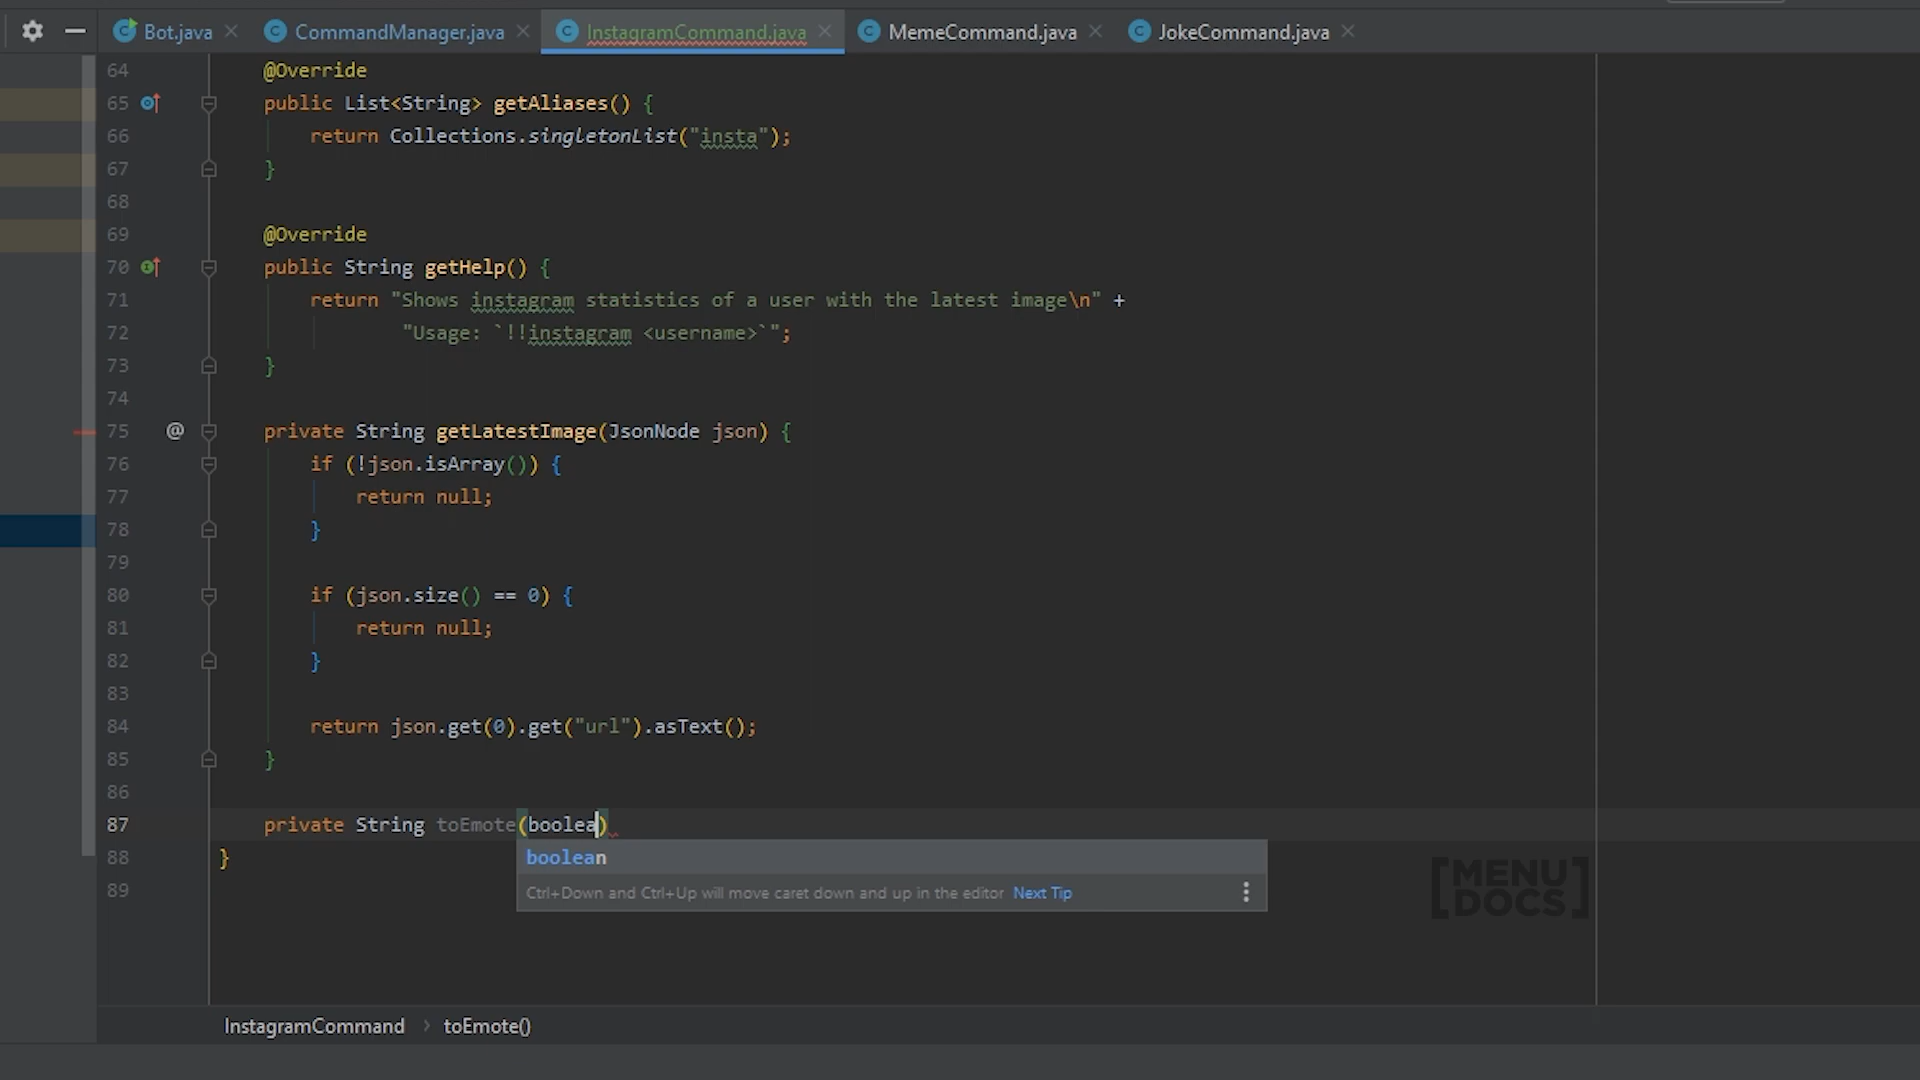 Bot.java CommandManager.java InstagramCommand.java MemeCommand.java JokeCommand.java
64 @Override
65 public List<String> getAliases() {
66 return Collections.singletonList("insta");
67 }
68
69 @Override
70 public String getHelp() {
71 return "Shows instagram statistics of a user with the latest image\n" +
72 "Usage: `!!instagram <username>`";
73 }
74
75 @ private String getLatestImage(JsonNode json) {
76 if (!json.isArray()) {
77 return null;
78 }
79
80 if (json.size() == 0) {
81 return null;
82 }
83
84 return json.get(0).get("url").asText();
85 }
86
87 private String toEmote(boolea)
88 }
boolean
89
Ctrl+Down and Ctrl+Up will move caret down and up in the editor Next Tip
[MENU
DOCS]
InstagramCommand › toEmote()